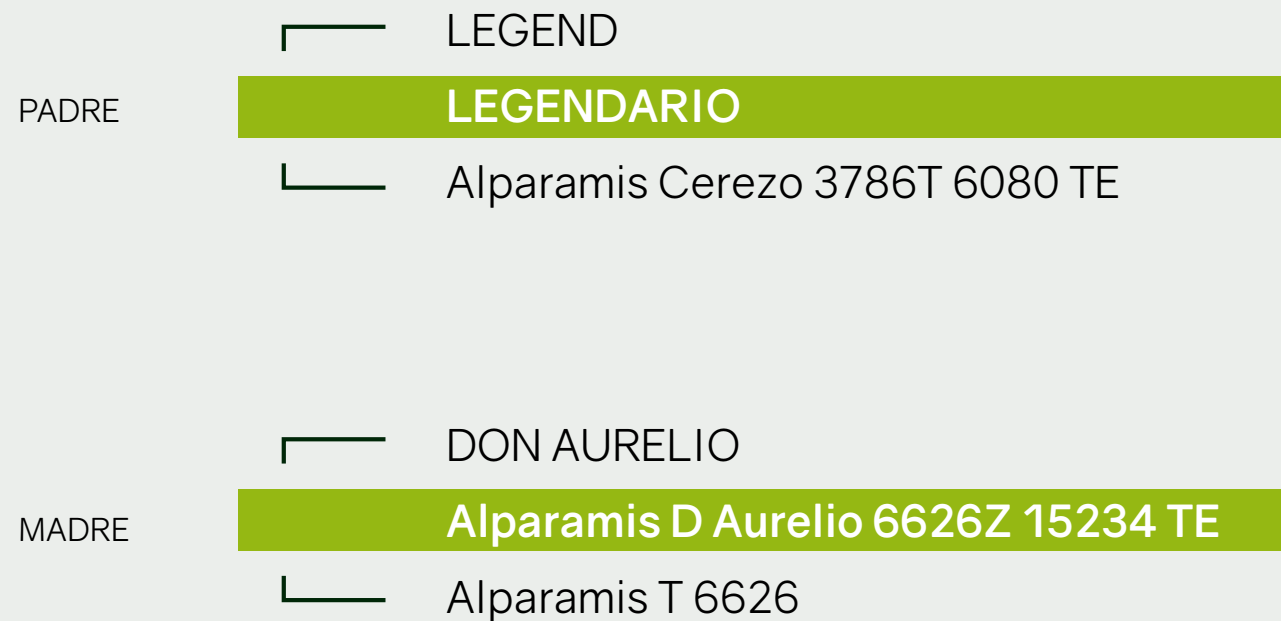 LEGEND
PADRE LEGENDARIO
Alparamis Cerezo 3786T 6080 TE
DON AURELIO
MADRE Alparamis D Aurelio 6626Z 15234 TE
Alparamis T 6626